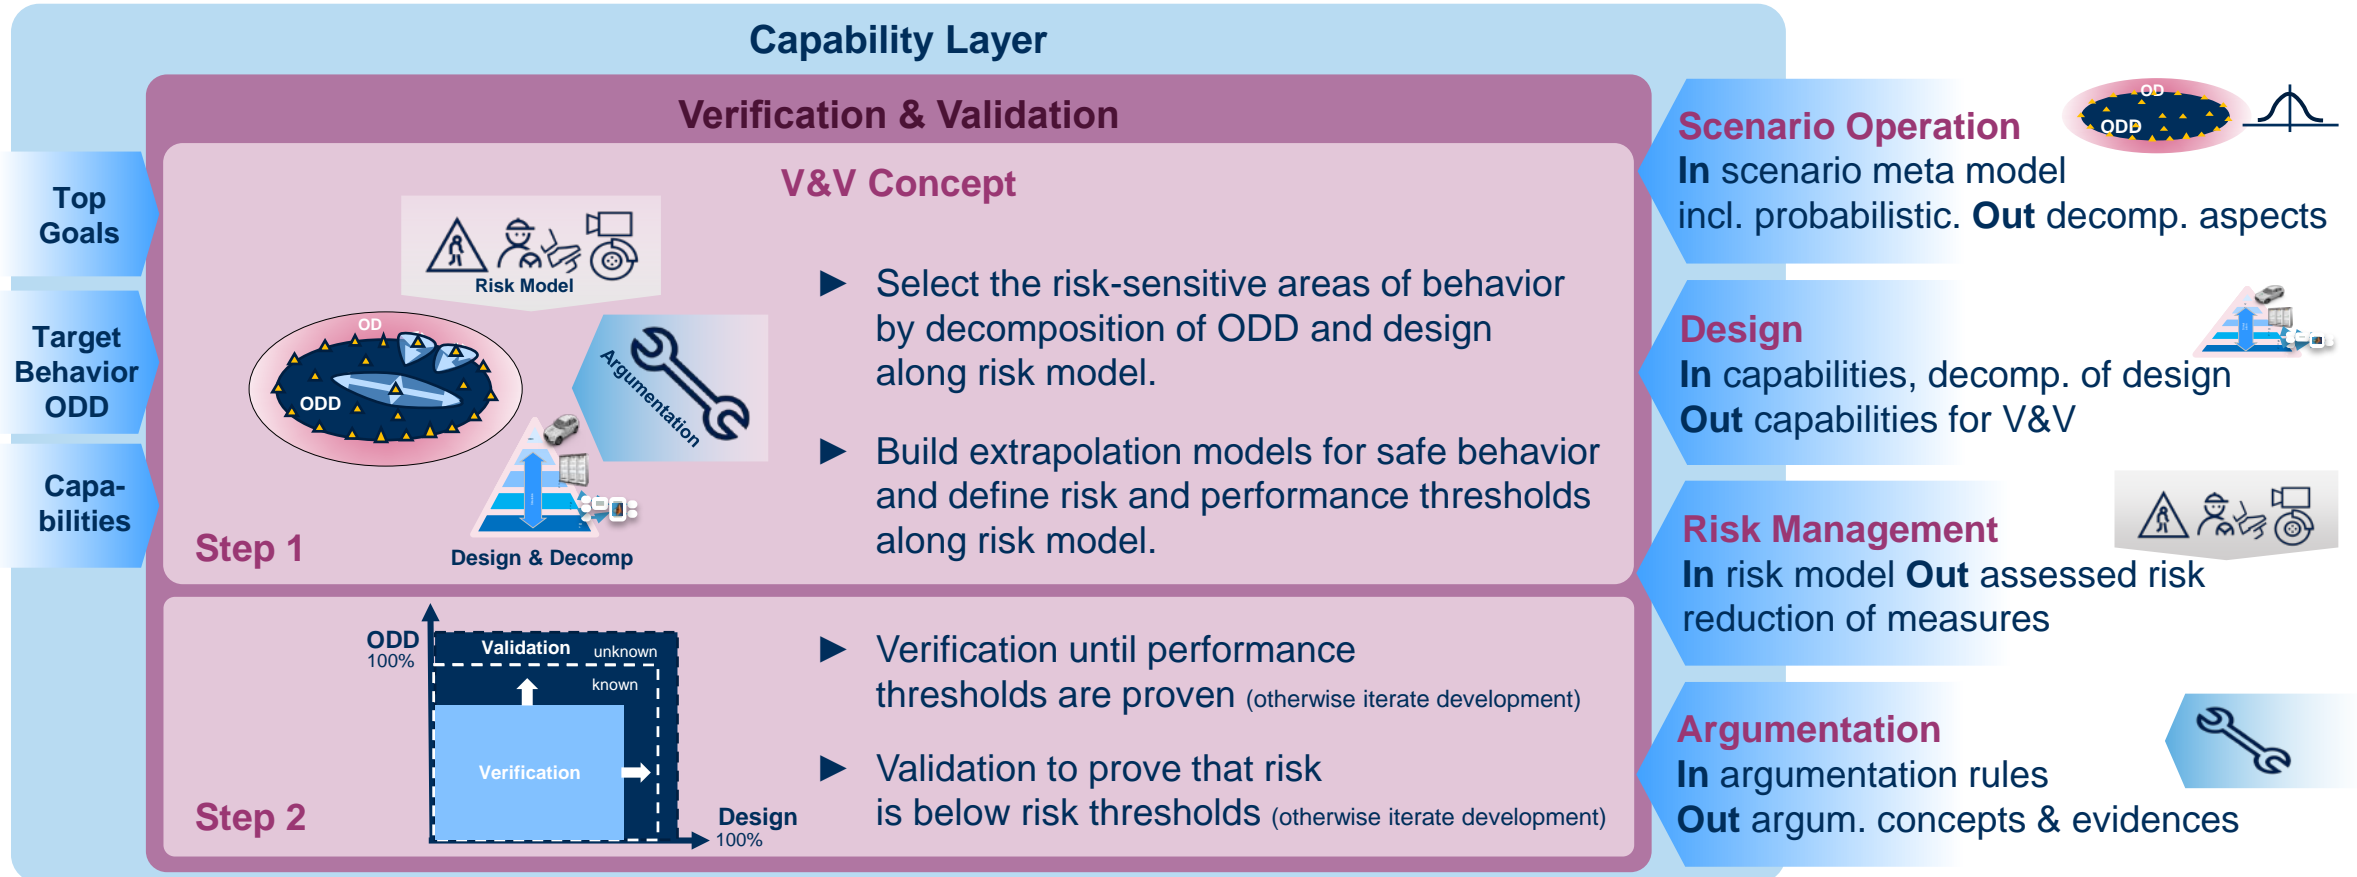 Capability Layer
Verification & Validation
V&V Concept
Top
Goals
Target
Behavior
ODD
Capa-
bilities
Risk Model
OD
ODD
Argumentation
Design & Decomp
Step 1
► Select the risk-sensitive areas of behavior
by decomposition of ODD and design
along risk model.
► Build extrapolation models for safe behavior
and define risk and performance thresholds
along risk model.
ODD
100%
Validation
unknown
known
Verification
Design
100%
Step 2
► Verification until performance
thresholds are proven (otherwise iterate development)
► Validation to prove that risk
is below risk thresholds (otherwise iterate development)
OD
ODD
Scenario Operation
In scenario meta model
incl. probabilistic. Out decomp. aspects
Design
In capabilities, decomp. of design
Out capabilities for V&V
Risk Management
In risk model Out assessed risk
reduction of measures
Argumentation
In argumentation rules
Out argum. concepts & evidences